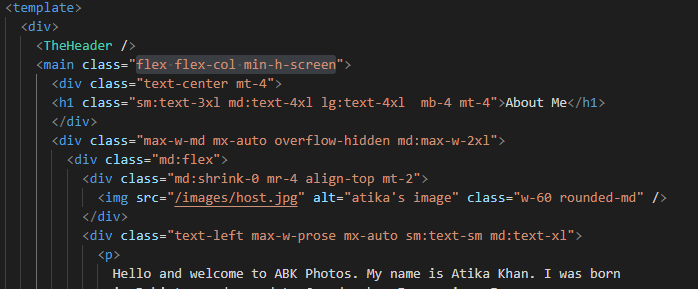 <template>
<div>
<TheHeader />
<main class="flex flex-col min-h-screen">
<div class="text-center mt-4">
<h1 class="sm:text-3xl md:text-4xl lg:text-4xl  mb-4 mt-4">About Me</h1>
</div>
<div class="max-w-md mx-auto overflow-hidden md:max-w-2xl">
<div class="md:flex">
<div class="md:shrink-0 mr-4 align-top mt-2">
<img src="/images/host.jpg" alt="atika's image" class="w-60 rounded-md" />
</div>
<div class="text-left max-w-prose mx-auto sm:text-sm md:text-xl">
<p>
Hello and welcome to ABK Photos. My name is Atika Khan. I was born